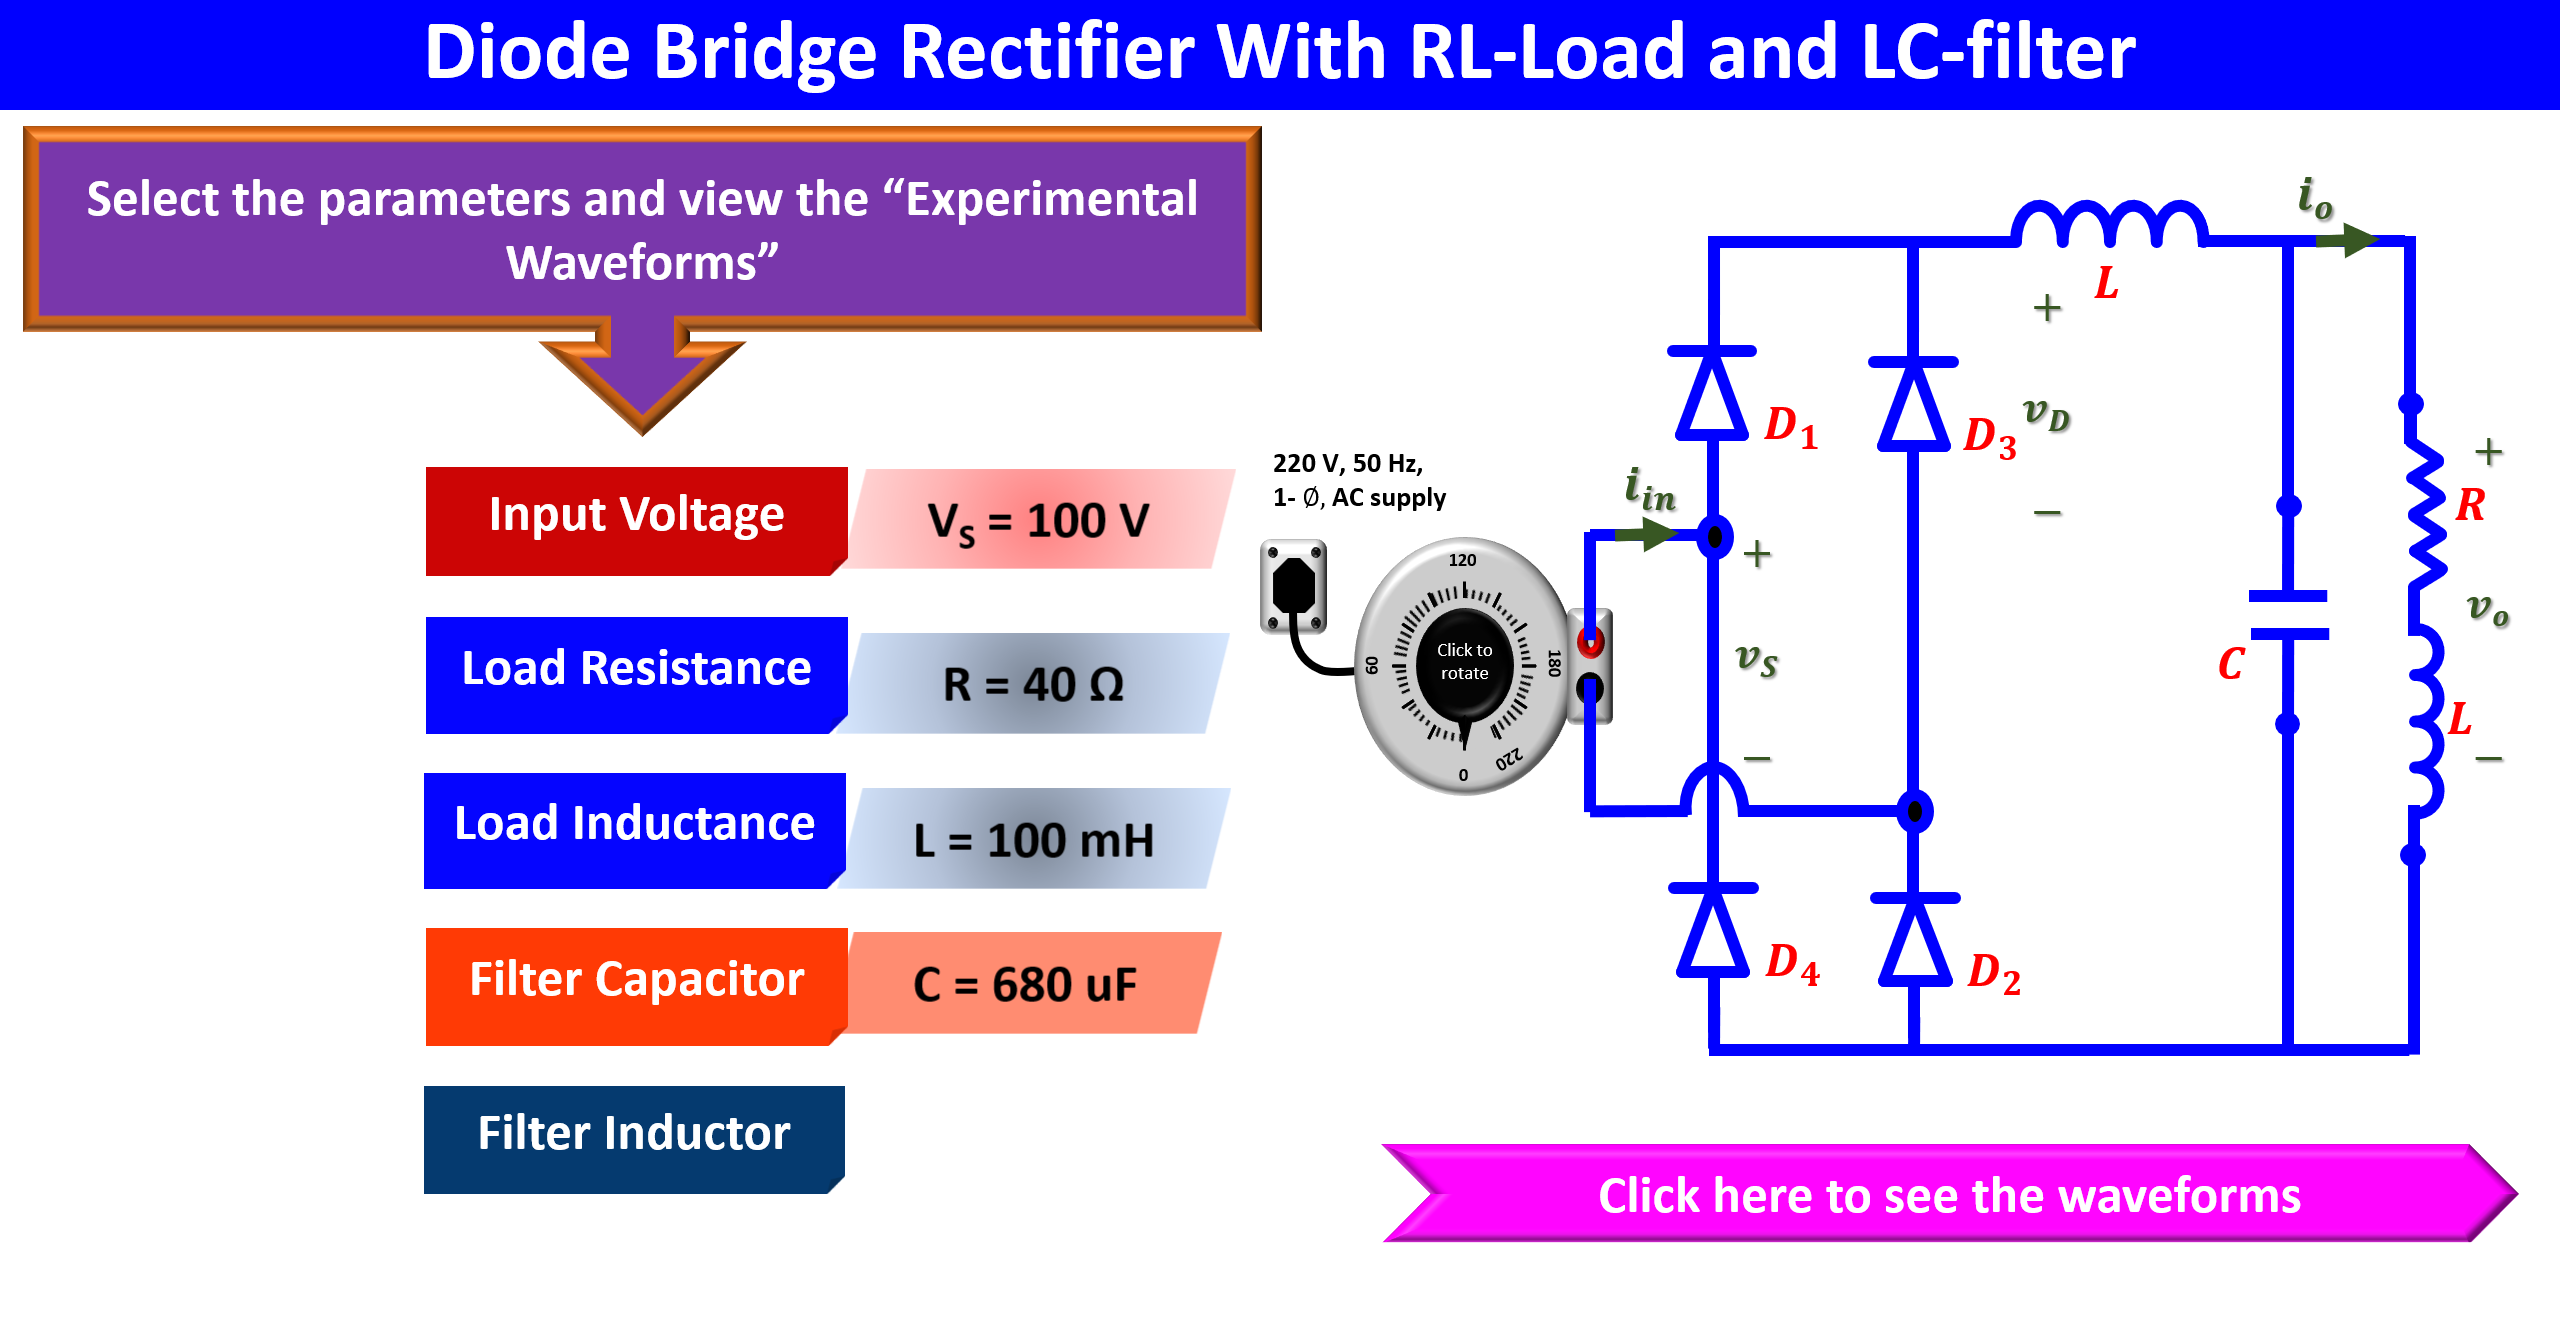 Diode Bridge Rectifier With RL-Load and LC-filter
Select the parameters and view the “Experimental
Waveforms”
Input Voltage
V_S = 100 V
Load Resistance
R = 40 Ω
Load Inductance
L = 100 mH
Filter Capacitor
C = 680 uF
Filter Inductor
220 V, 50 Hz,
1- ∅, AC supply
120
60
180
Click to
rotate
220
0
i_in
+
v_S
−
D_1
D_3
D_4
D_2
L
+
v_D
−
i_o
C
+
R
v_o
L
−
Click here to see the waveforms